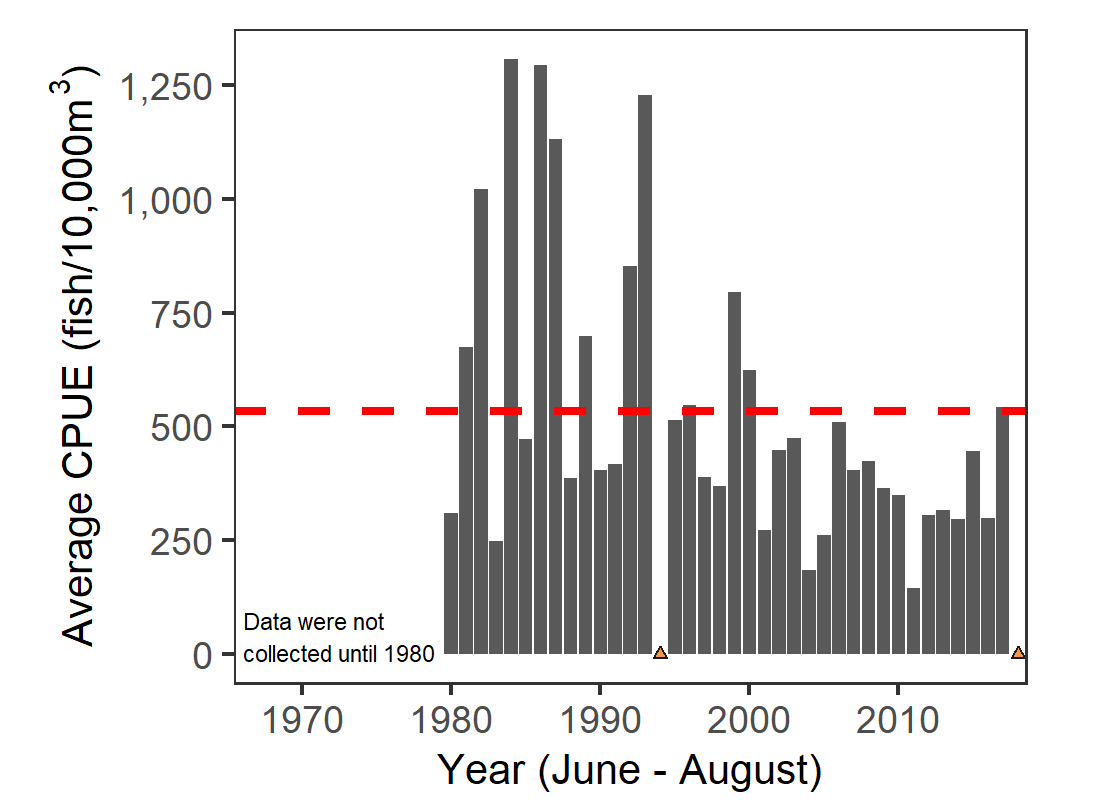 Average CPUE (fish/10,000m³)
1,250
1,000
750
500
250
0
Data were not
collected until 1980
1970 1980 1990 2000 2010
Year (June - August)